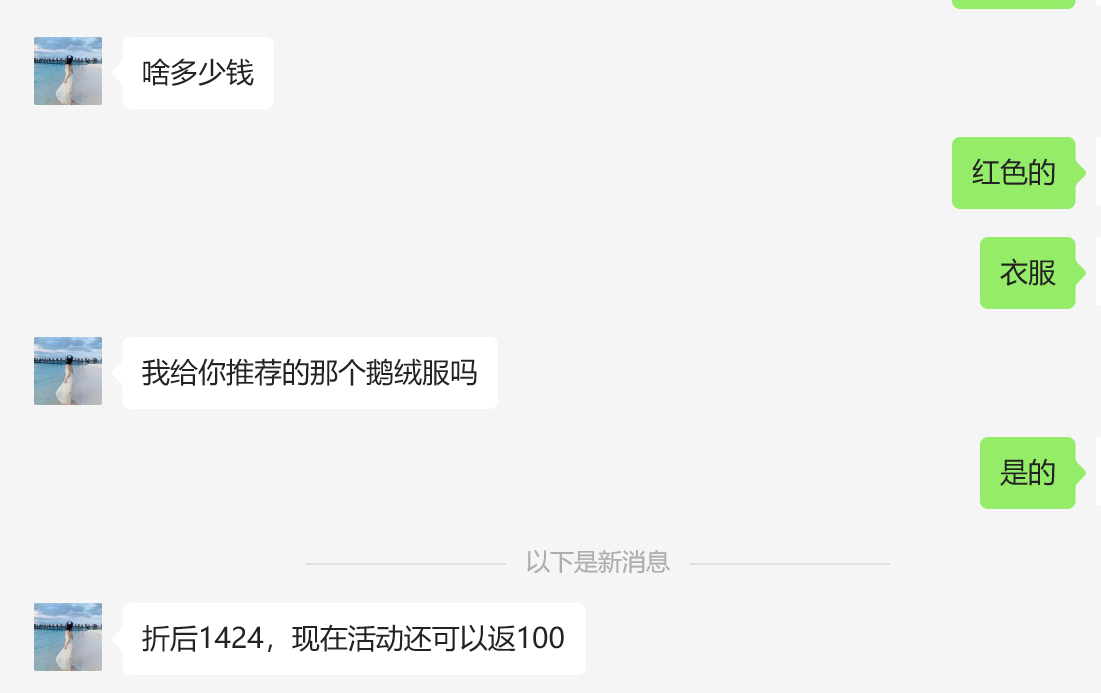 啥多少钱
红色的
衣服
我给你推荐的那个鹅绒服吗
是的
以下是新消息
折后1424，现在活动还可以返100